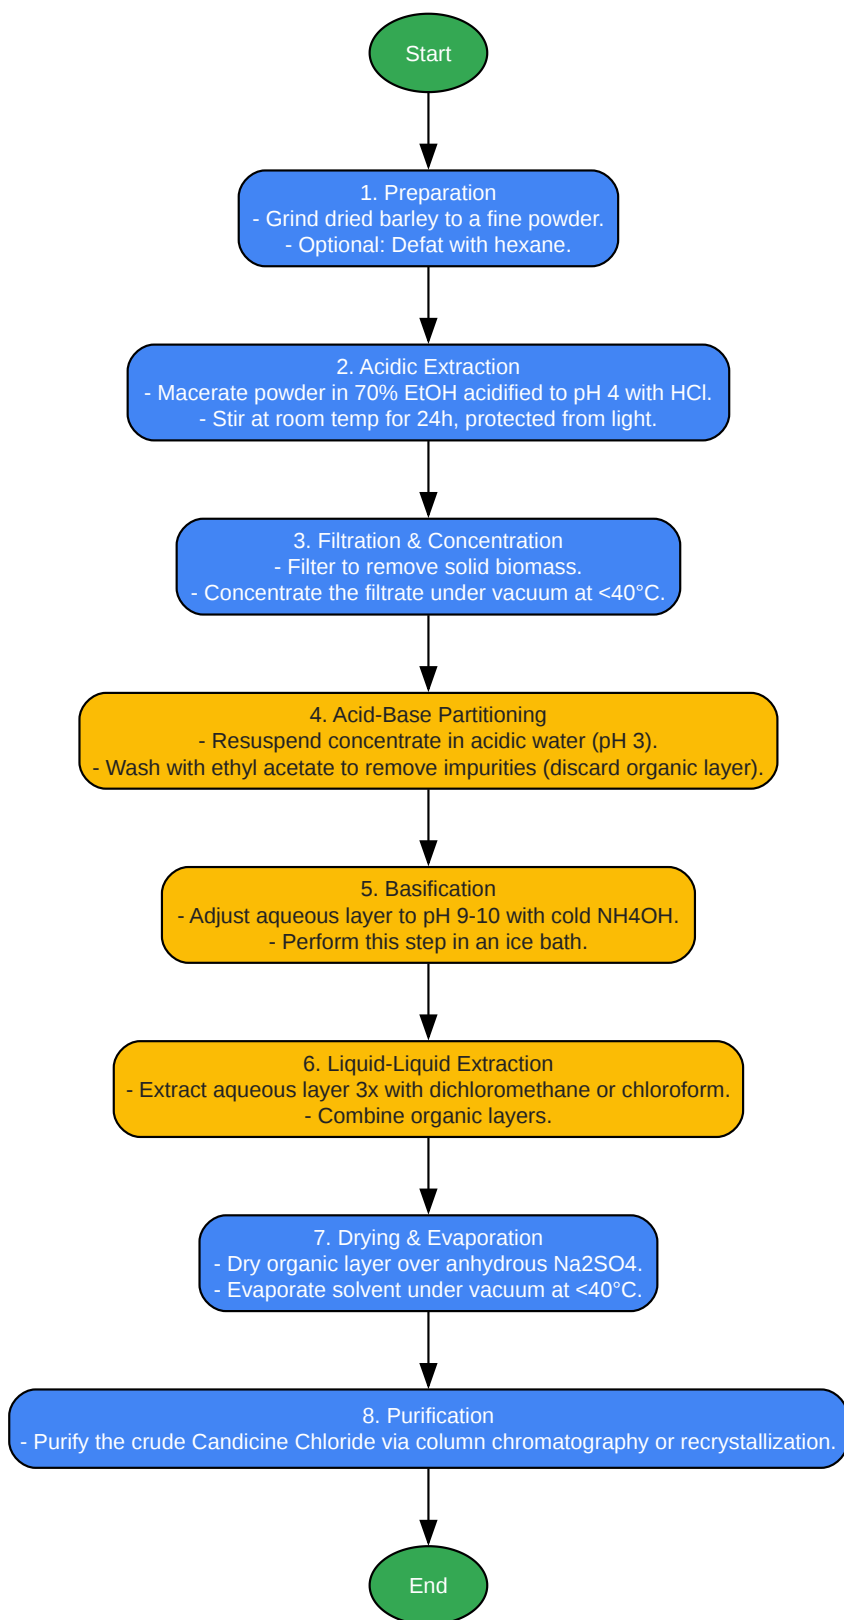 Start
1. Preparation
- Grind dried barley to a fine powder.
- Optional: Defat with hexane.
2. Acidic Extraction
- Macerate powder in 70% EtOH acidified to pH 4 with HCl.
- Stir at room temp for 24h, protected from light.
3. Filtration & Concentration
- Filter to remove solid biomass.
- Concentrate the filtrate under vacuum at <40°C.
4. Acid-Base Partitioning
- Resuspend concentrate in acidic water (pH 3).
- Wash with ethyl acetate to remove impurities (discard organic layer).
5. Basification
- Adjust aqueous layer to pH 9-10 with cold NH4OH.
- Perform this step in an ice bath.
6. Liquid-Liquid Extraction
- Extract aqueous layer 3x with dichloromethane or chloroform.
- Combine organic layers.
7. Drying & Evaporation
- Dry organic layer over anhydrous Na2SO4.
- Evaporate solvent under vacuum at <40°C.
8. Purification
- Purify the crude Candicine Chloride via column chromatography or recrystallization.
End